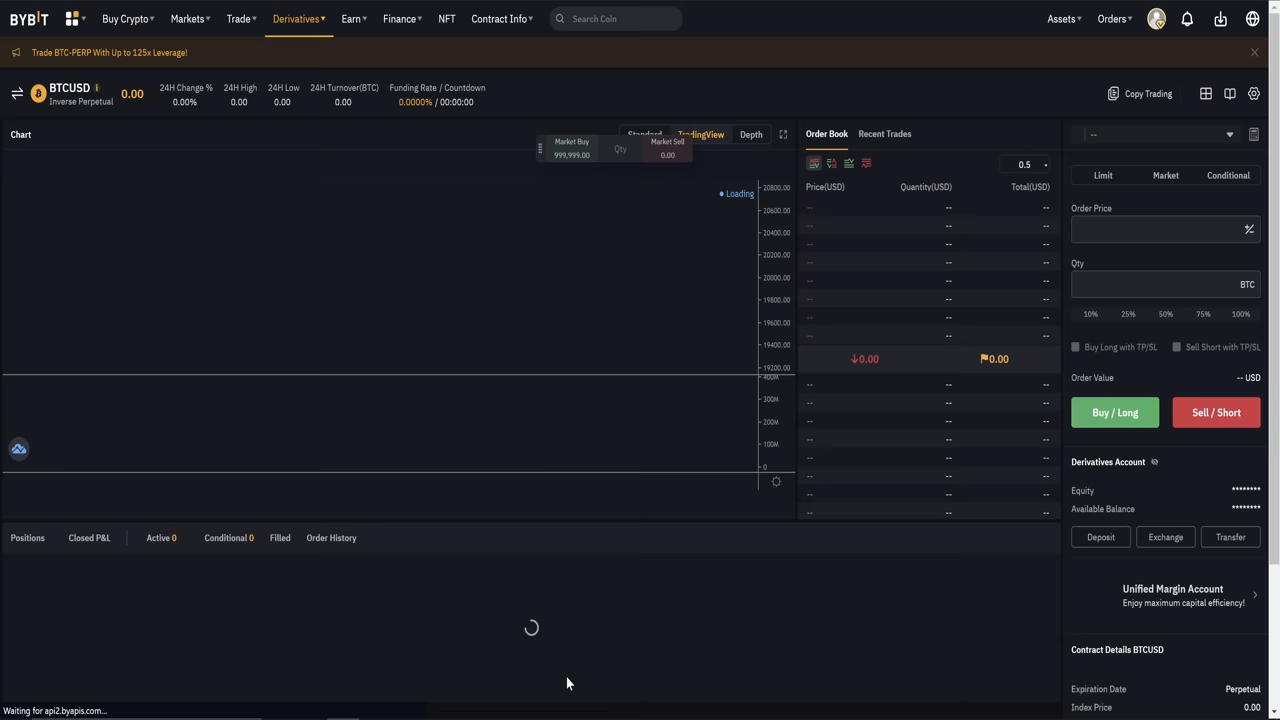 BYBIT Buy Crypto Markets Trade Derivatives Earn Finance NFT Contract Info Search Coin Assets Orders
Trade BTC-PERP With Up to 125x Leverage!
BTCUSD
Inverse Perpetual
0.00
24H Change %
0.00%
24H High
0.00
24H Low
0.00
24H Turnover(BTC)
0.00
Funding Rate / Countdown
0.0000% / 00:00:00
Copy Trading
Chart
Standard TradingView Depth
Market Buy
999,999.00
Qty
Market Sell
0.00
Loading
20800.00
20600.00
20400.00
20200.00
20000.00
19800.00
19600.00
19400.00
19200.00
400M
300M
200M
100M
0
Order Book Recent Trades
0.5
Price(USD) Quantity(USD) Total(USD)
-- -- --
-- -- --
-- -- --
-- -- --
-- -- --
-- -- --
-- -- --
-- -- --
0.00 0.00
-- -- --
-- -- --
-- -- --
-- -- --
-- -- --
-- -- --
-- -- --
-- -- --
--
Limit Market Conditional
Order Price
Qty
BTC
10% 25% 50% 75% 100%
Buy Long with TP/SL Sell Short with TP/SL
Order Value -- USD
Buy / Long Sell / Short
Derivatives Account
Equity ********
Available Balance ********
Deposit Exchange Transfer
Unified Margin Account
Enjoy maximum capital efficiency!
Contract Details BTCUSD
Expiration Date Perpetual
Index Price 0.00
Positions Closed P&L Active 0 Conditional 0 Filled Order History
Waiting for api2.byapis.com...